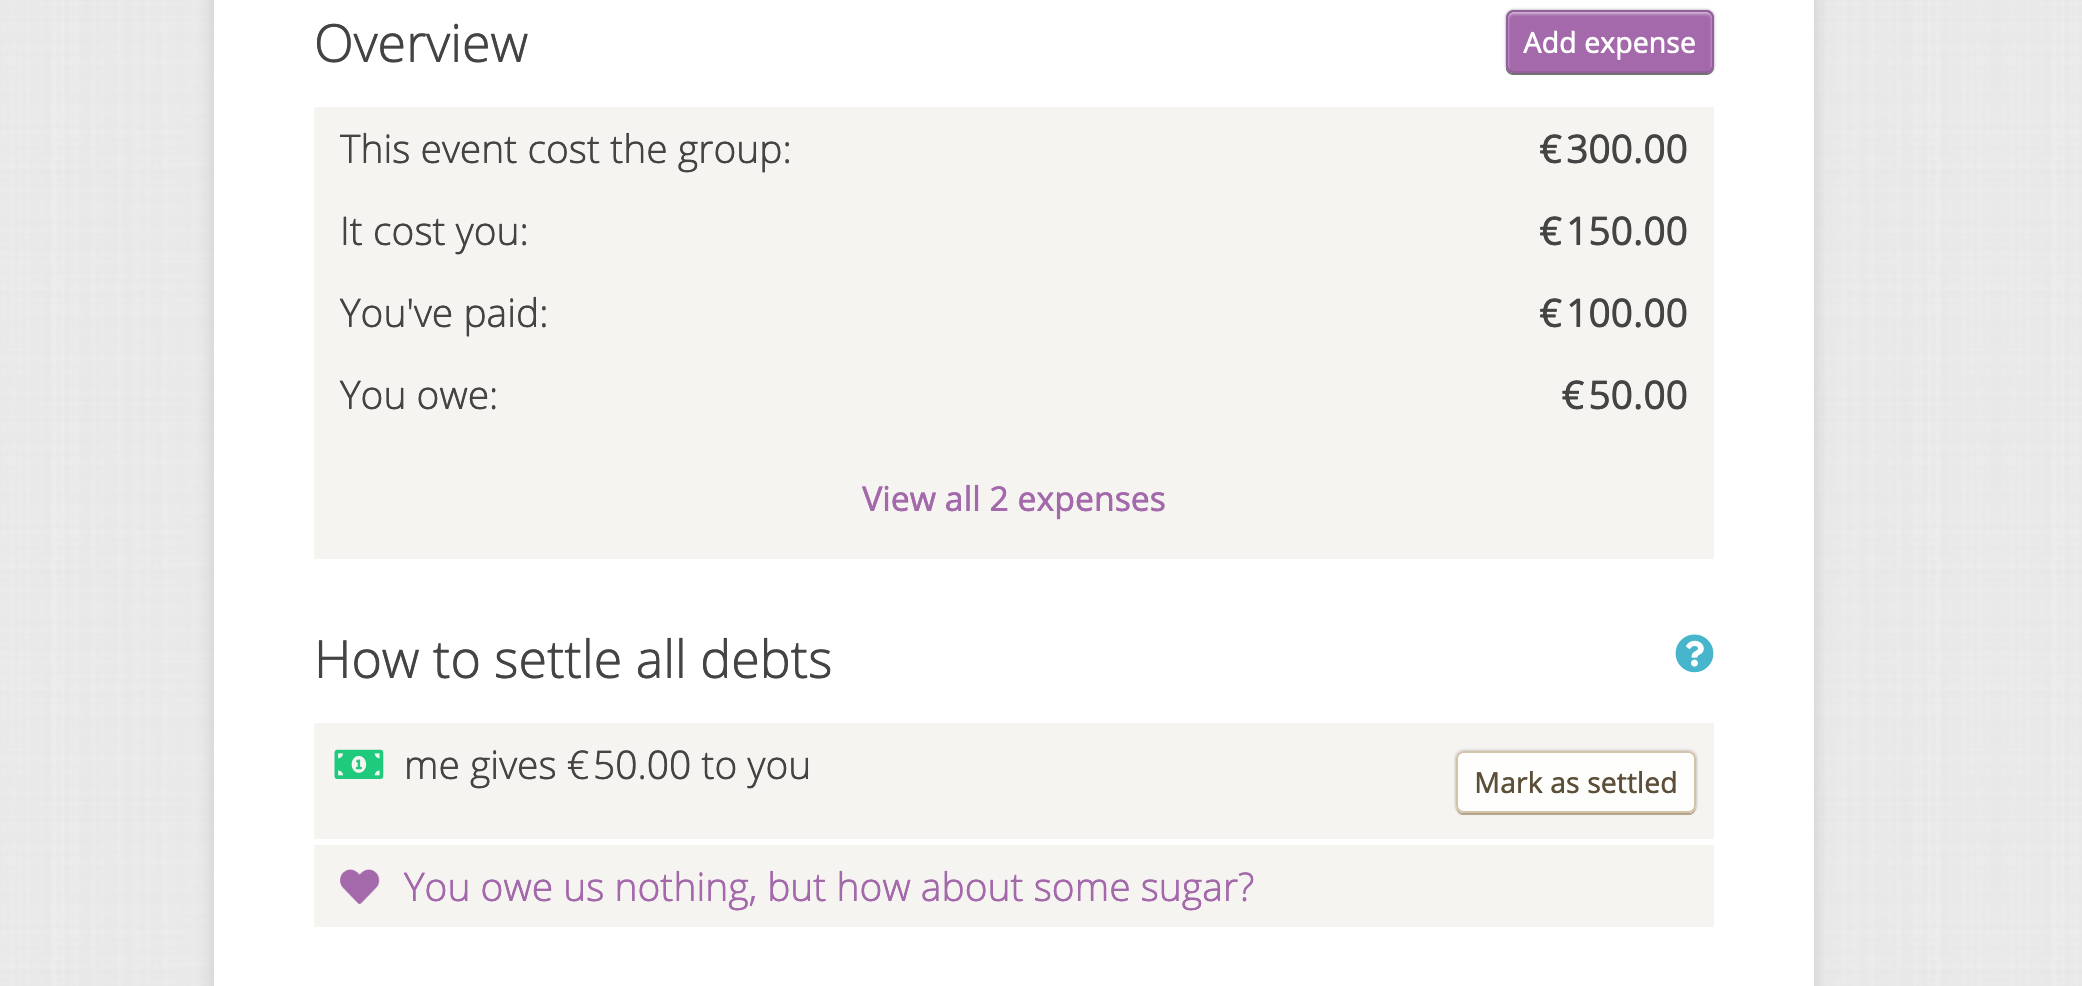 Overview
Add expense
This event cost the group: €300.00
It cost you: €150.00
You've paid: €100.00
You owe: €50.00
View all 2 expenses
How to settle all debts
?
1 me gives €50.00 to you
Mark as settled
You owe us nothing, but how about some sugar?